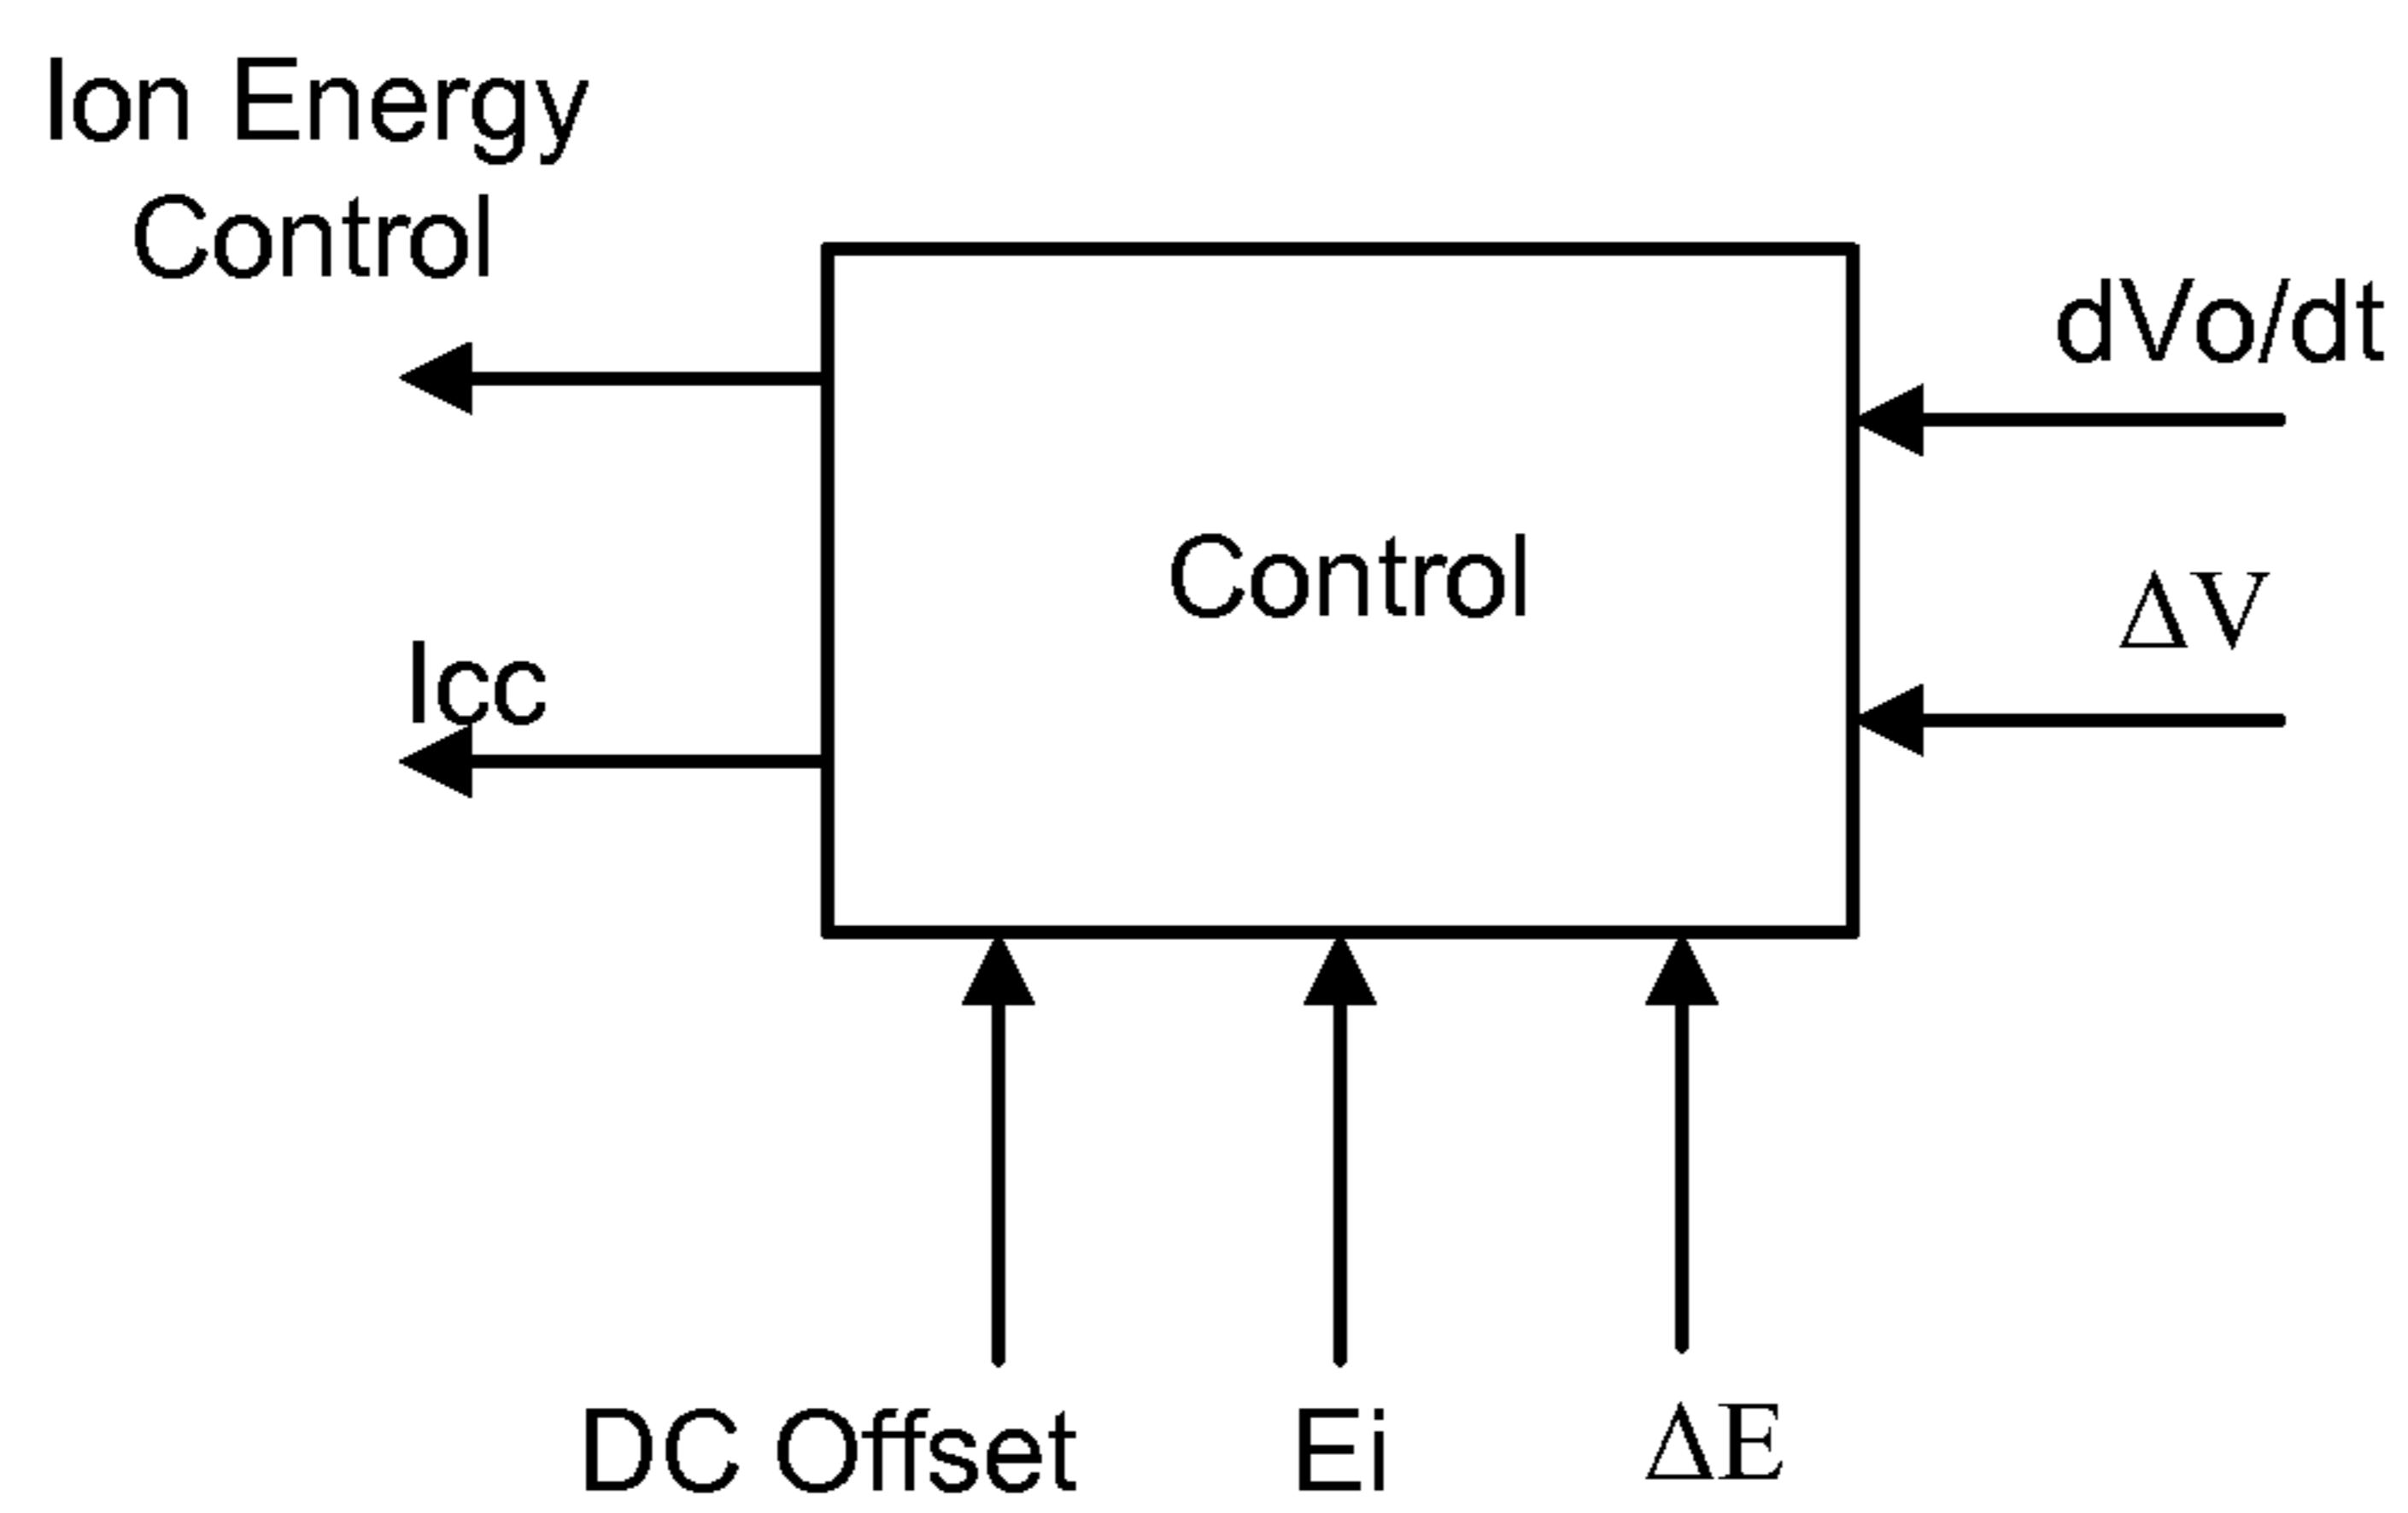 Ion Energy
Control
dVo/dt
Control
ΔV
Icc
DC Offset
Ei
ΔE